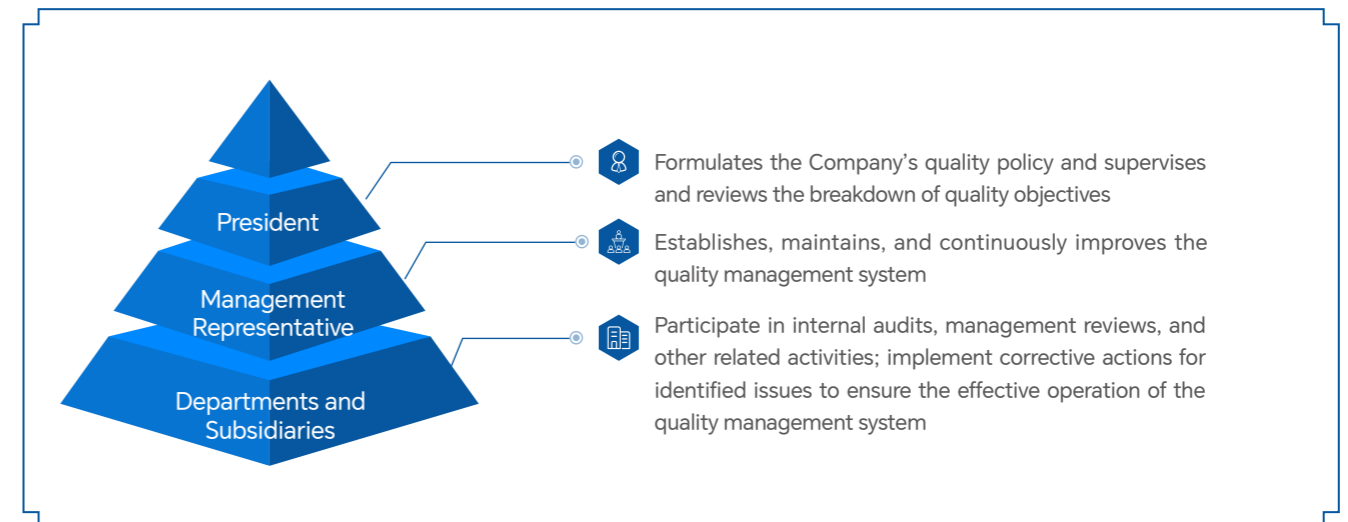 President
Formulates the Company’s quality policy and supervises
and reviews the breakdown of quality objectives
Management
Representative
Establishes, maintains, and continuously improves the
quality management system
Departments and
Subsidiaries
Participate in internal audits, management reviews, and
other related activities; implement corrective actions for
identified issues to ensure the effective operation of the
quality management system